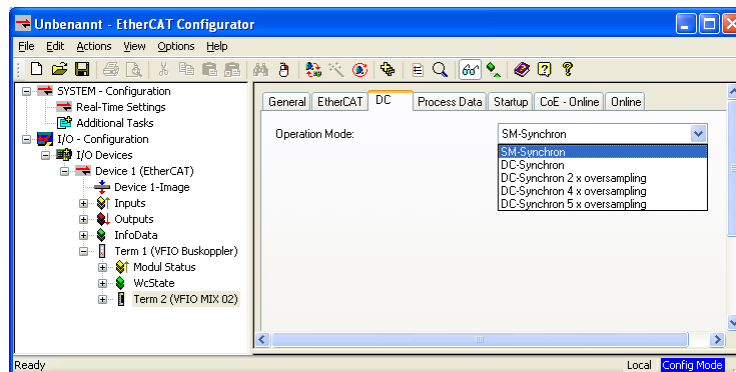 Unbenannt - EtherCAT Configurator
File Edit Actions View Options Help
SYSTEM - Configuration
Real-Time Settings
Additional Tasks
I/O - Configuration
I/O Devices
Device 1 (EtherCAT)
Device 1-Image
Inputs
Outputs
InfoData
Term 1 (VFIO Buskoppler)
Modul Status
WcState
Term 2 (VFIO MIX 02)
General EtherCAT DC Process Data Startup CoE - Online Online
Operation Mode: SM-Synchron
SM-Synchron
DC-Synchron
DC-Synchron 2 x oversampling
DC-Synchron 4 x oversampling
DC-Synchron 5 x oversampling
Ready Local Config Mode